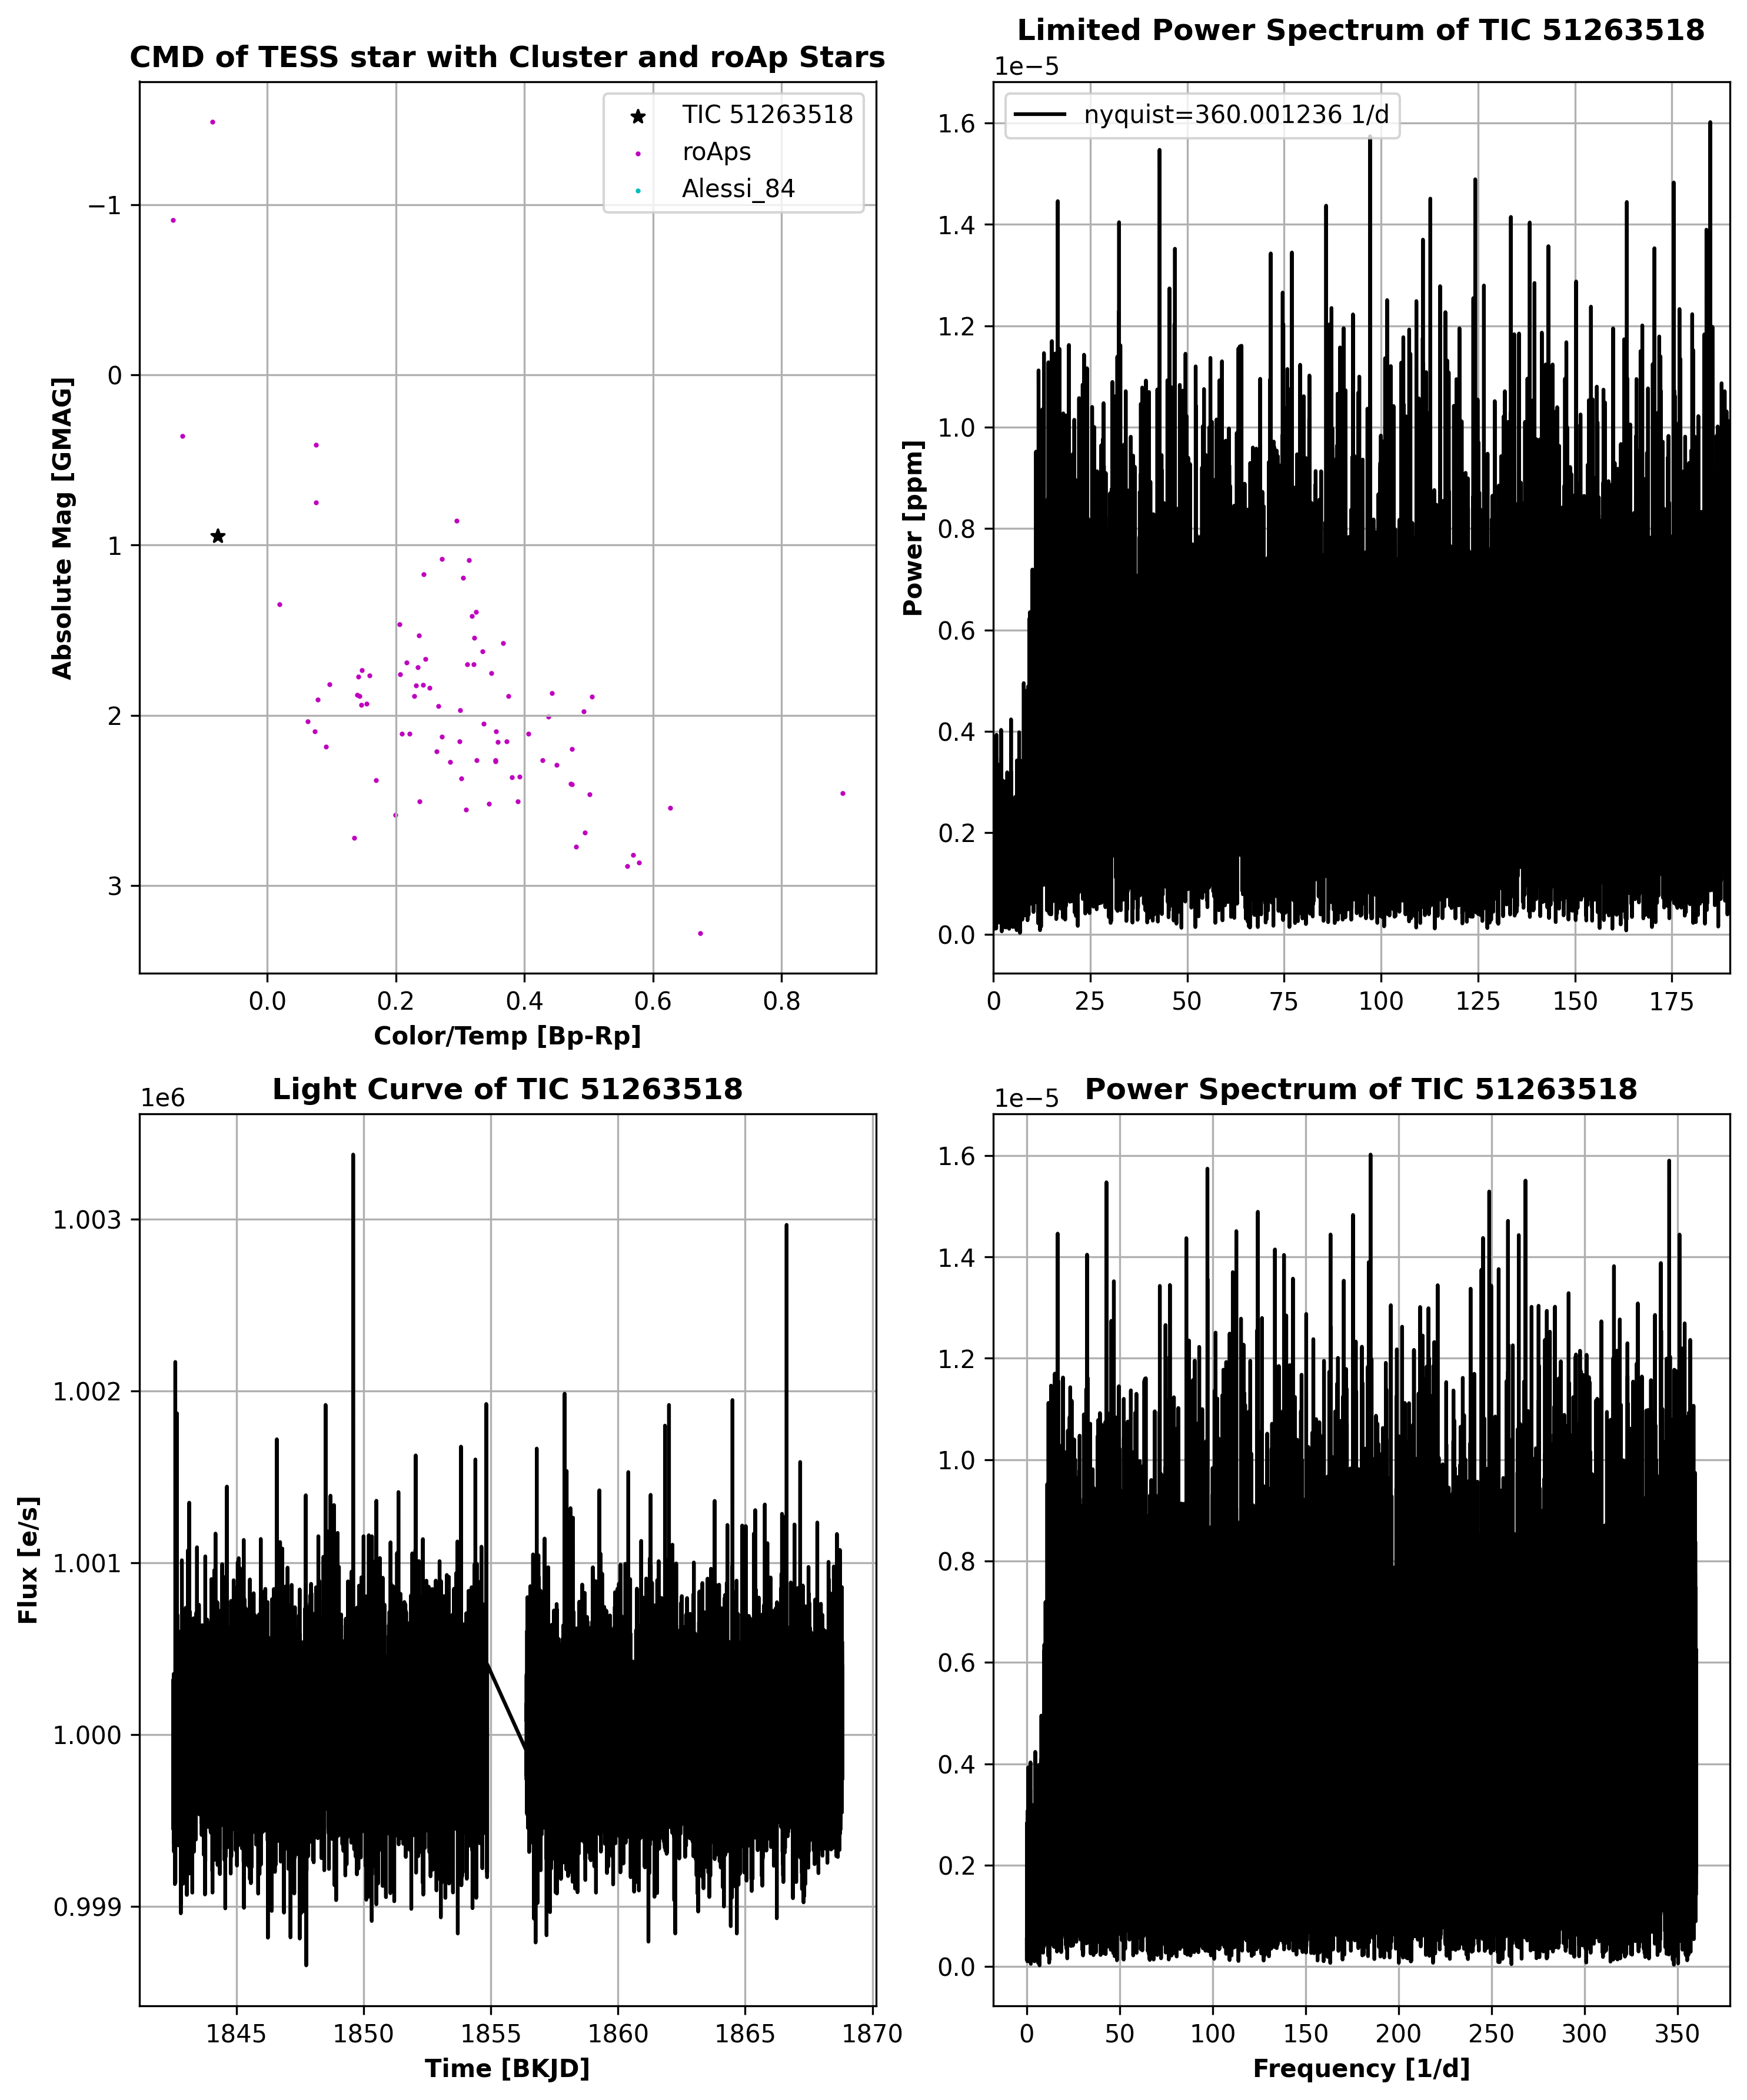 CMD of TESS star with Cluster and roAp Stars
TIC 51263518
roAps
Alessi_84
−1
0
1
2
3
Absolute Mag [GMAG]
0.0 0.2 0.4 0.6 0.8
Color/Temp [Bp-Rp]
Limited Power Spectrum of TIC 51263518
1e−5
nyquist=360.001236 1/d
1.6
1.4
1.2
1.0
0.8
0.6
0.4
0.2
0.0
Power [ppm]
0 25 50 75 100 125 150 175
Light Curve of TIC 51263518
1e6
1.003
1.002
1.001
1.000
0.999
Flux [e/s]
1845 1850 1855 1860 1865 1870
Time [BKJD]
Power Spectrum of TIC 51263518
1e−5
1.6
1.4
1.2
1.0
0.8
0.6
0.4
0.2
0.0
0 50 100 150 200 250 300 350
Frequency [1/d]